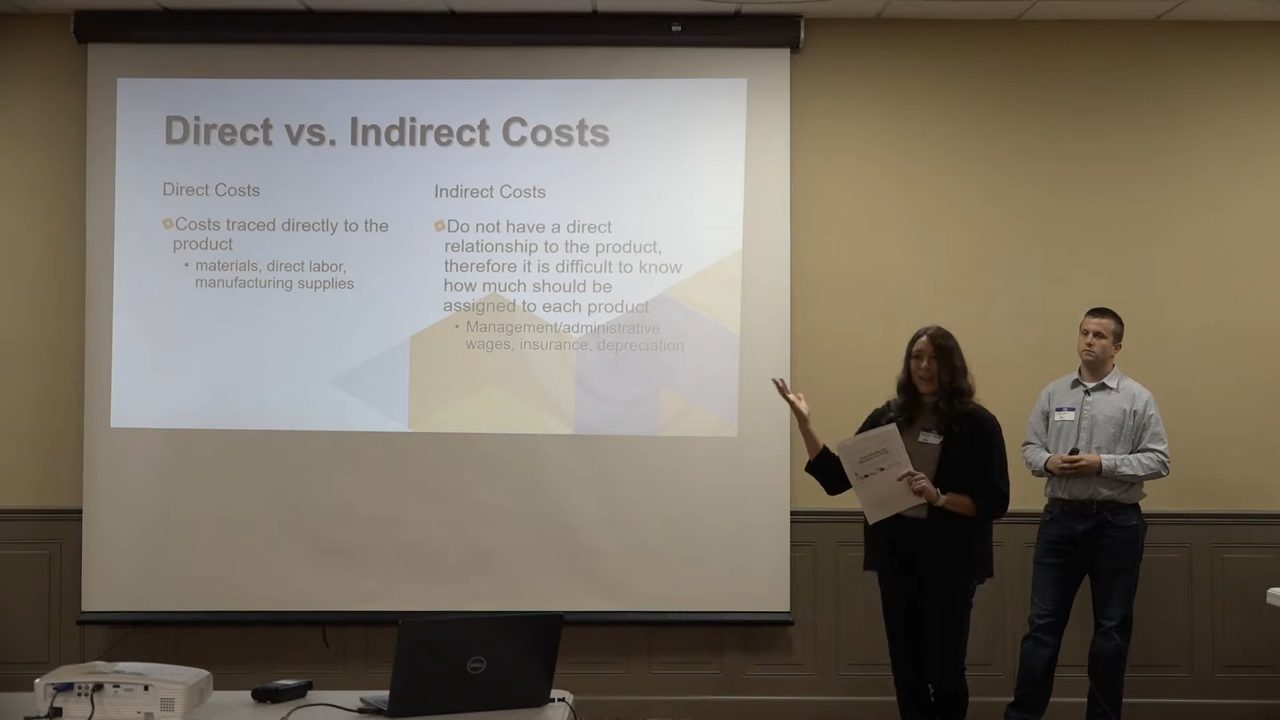 Direct vs. Indirect Costs
Direct Costs
Costs traced directly to the
product
• materials, direct labor,
manufacturing supplies
Indirect Costs
Do not have a direct
relationship to the product,
therefore it is difficult to know
how much should be
assigned to each product
• Management/administrative
wages, insurance, depreciation
DELL